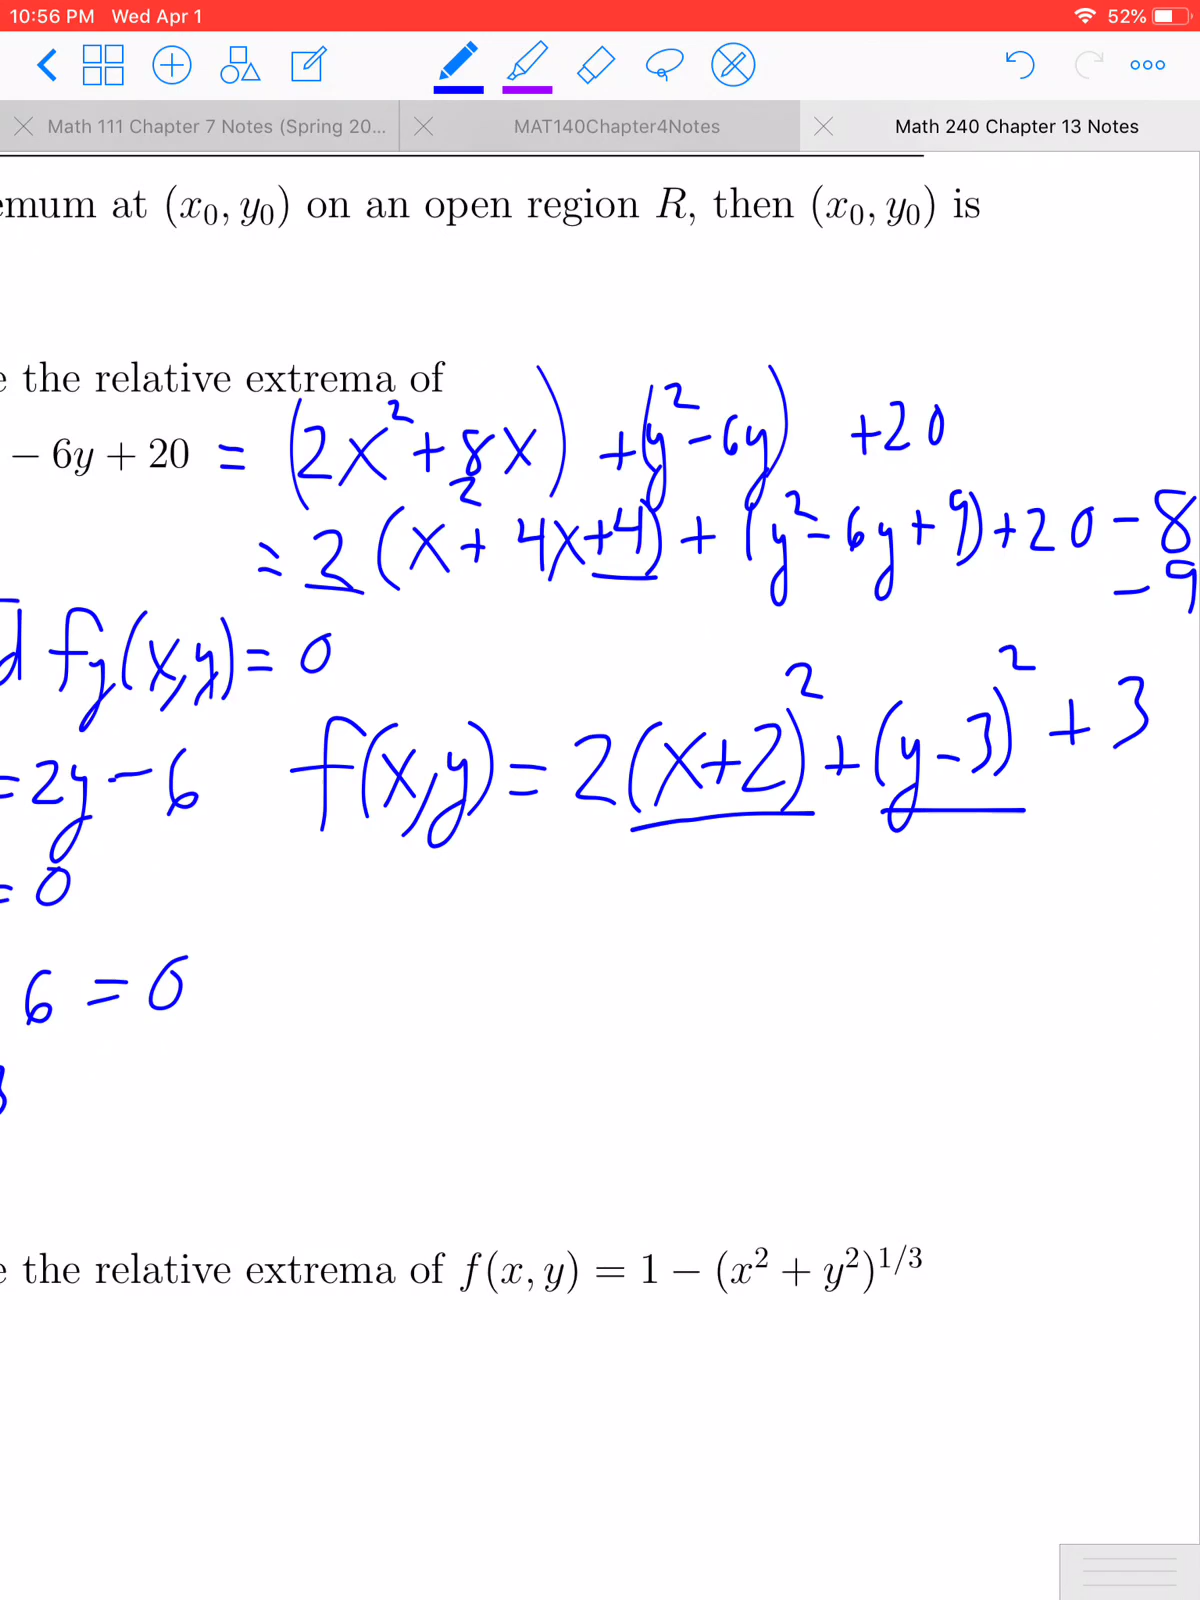 10:56 PM Wed Apr 1 52%
Math 111 Chapter 7 Notes (Spring 20... MAT140Chapter4Notes Math 240 Chapter 13 Notes
emum at (x₀, y₀) on an open region R, then (x₀, y₀) is
e the relative extrema of
− 6y + 20 = (2x² + 8x) + (y² − 6y) + 20
= 2(x² + 4x + 4) + (y² − 6y + 9) + 20 − 8
− 9
d f_y(x,y) = 0
= 2y − 6 f(x,y) = 2(x+2)² + (y−3)² + 3
= 0
6 = 0
3
e the relative extrema of f(x, y) = 1 − (x² + y²)^{1/3}